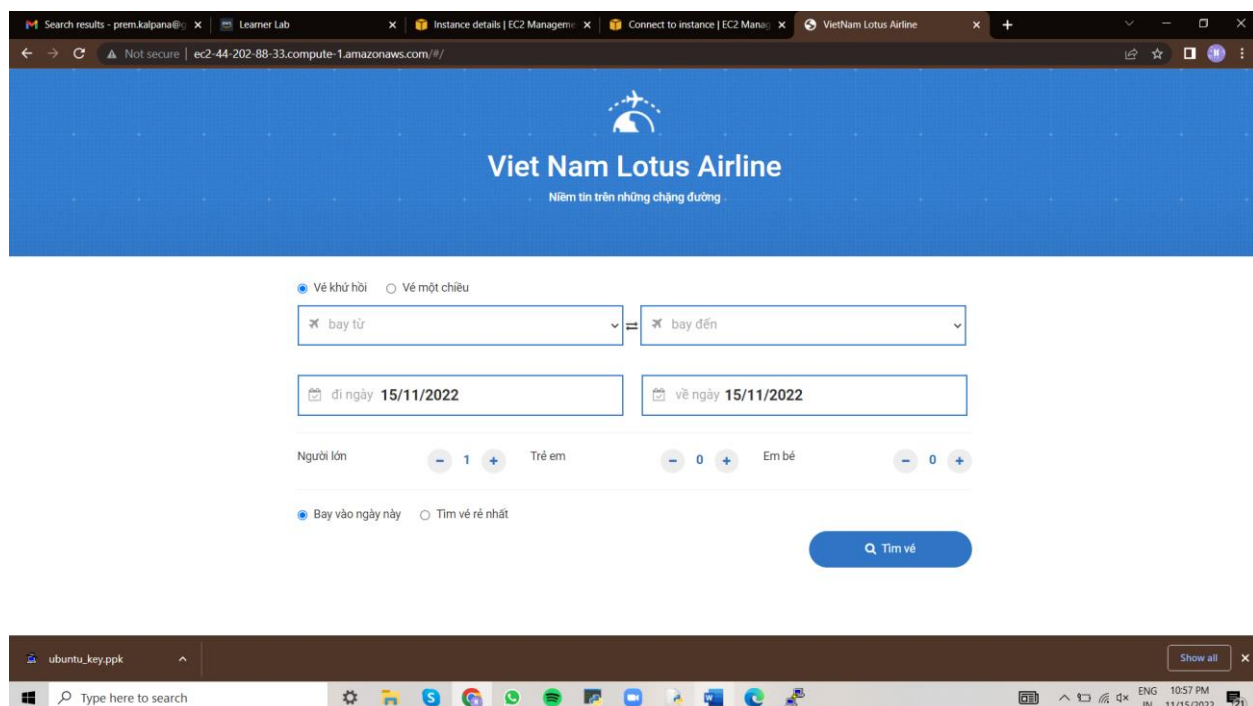 Search results - prem.kalpana@g
Learner Lab
Instance details | EC2 Manageme
Connect to instance | EC2 Manag
VietNam Lotus Airline
Not secure | ec2-44-202-88-33.compute-1.amazonaws.com/#/
Viet Nam Lotus Airline
Niềm tin trên những chặng đường
Vé khứ hồi Vé một chiều
bay từ bay đến
đi ngày 15/11/2022 về ngày 15/11/2022
Người lớn - 1 + Trẻ em - 0 + Em bé - 0 +
Bay vào ngày này Tìm vé rẻ nhất
Tìm vé
ubuntu_key.ppk Show all
Type here to search
ENG 10:57 PM
IN 11/15/2022